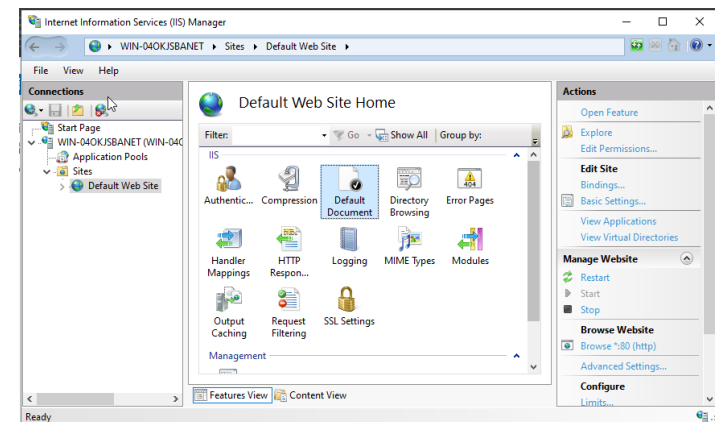 Internet Information Services (IIS) Manager
WIN-04OKJSBANET Sites Default Web Site
File View Help
Connections
Start Page
WIN-04OKJSBANET (WIN-04O
Application Pools
Sites
Default Web Site
Default Web Site Home
Filter: Go Show All Group by:
IIS
Authentic... Compression Default Document Directory Browsing Error Pages
404
Handler Mappings HTTP Respon... Logging MIME Types Modules
Output Caching Request Filtering SSL Settings
Management
Features View Content View
Actions
Open Feature
Explore
Edit Permissions...
Edit Site
Bindings...
Basic Settings...
View Applications
View Virtual Directories
Manage Website
Restart
Start
Stop
Browse Website
Browse *:80 (http)
Advanced Settings...
Configure
Limits...
Ready